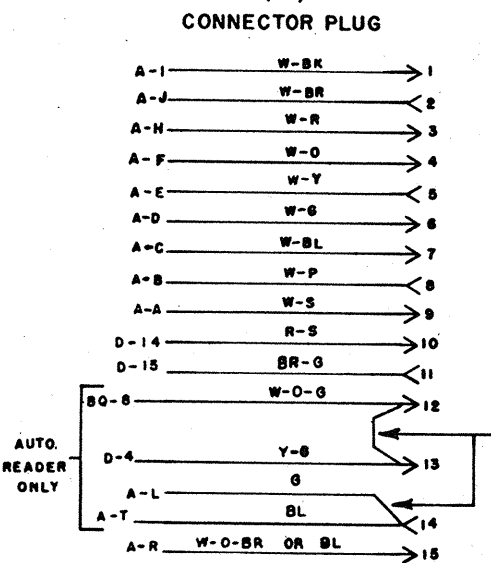 CONNECTOR PLUG
A-I W-BK 1
A-J W-BR 2
A-H W-R 3
A-F W-O 4
A-E W-Y 5
A-D W-G 6
A-C W-BL 7
A-B W-P 8
A-A W-S 9
D-14 R-S 10
D-15 BR-G 11
BQ-6 W-O-G 12
AUTO.
READER
ONLY
D-4 Y-G 13
A-L G
A-T BL 14
A-R W-O-BR OR BL 15